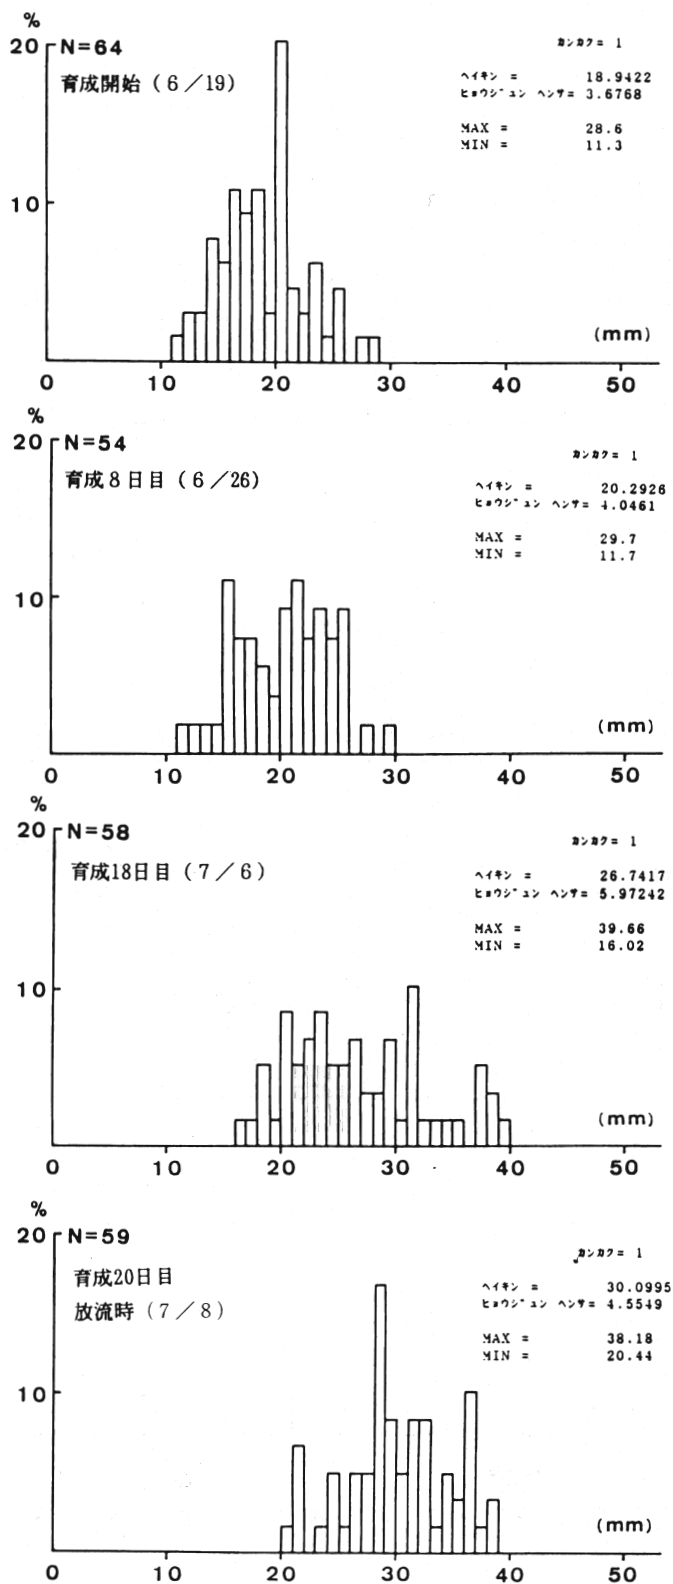 %
20 N=64 カンカク= 1
育成開始(6/19) ヘイキン = 18.9422
ヒョウジュン ヘンサ= 3.6768
MAX = 28.6
MIN = 11.3
10
(mm)
0 10 20 30 40 50
%
20 N=54 カンカク= 1
育成8日目(6/26) ヘイキン = 20.2926
ヒョウジュン ヘンサ= 4.0461
MAX = 29.7
MIN = 11.7
10
(mm)
0 10 20 30 40 50
%
20 N=58 カンカク= 1
育成18日目(7/6) ヘイキン = 26.7417
ヒョウジュン ヘンサ= 5.97242
MAX = 39.66
MIN = 16.02
10
(mm)
0 10 20 30 40 50
%
20 N=59 カンカク= 1
育成20日目 ヘイキン = 30.0995
放流時(7/8) ヒョウジュン ヘンサ= 4.5549
MAX = 38.18
MIN = 20.44
10
(mm)
0 10 20 30 40 50